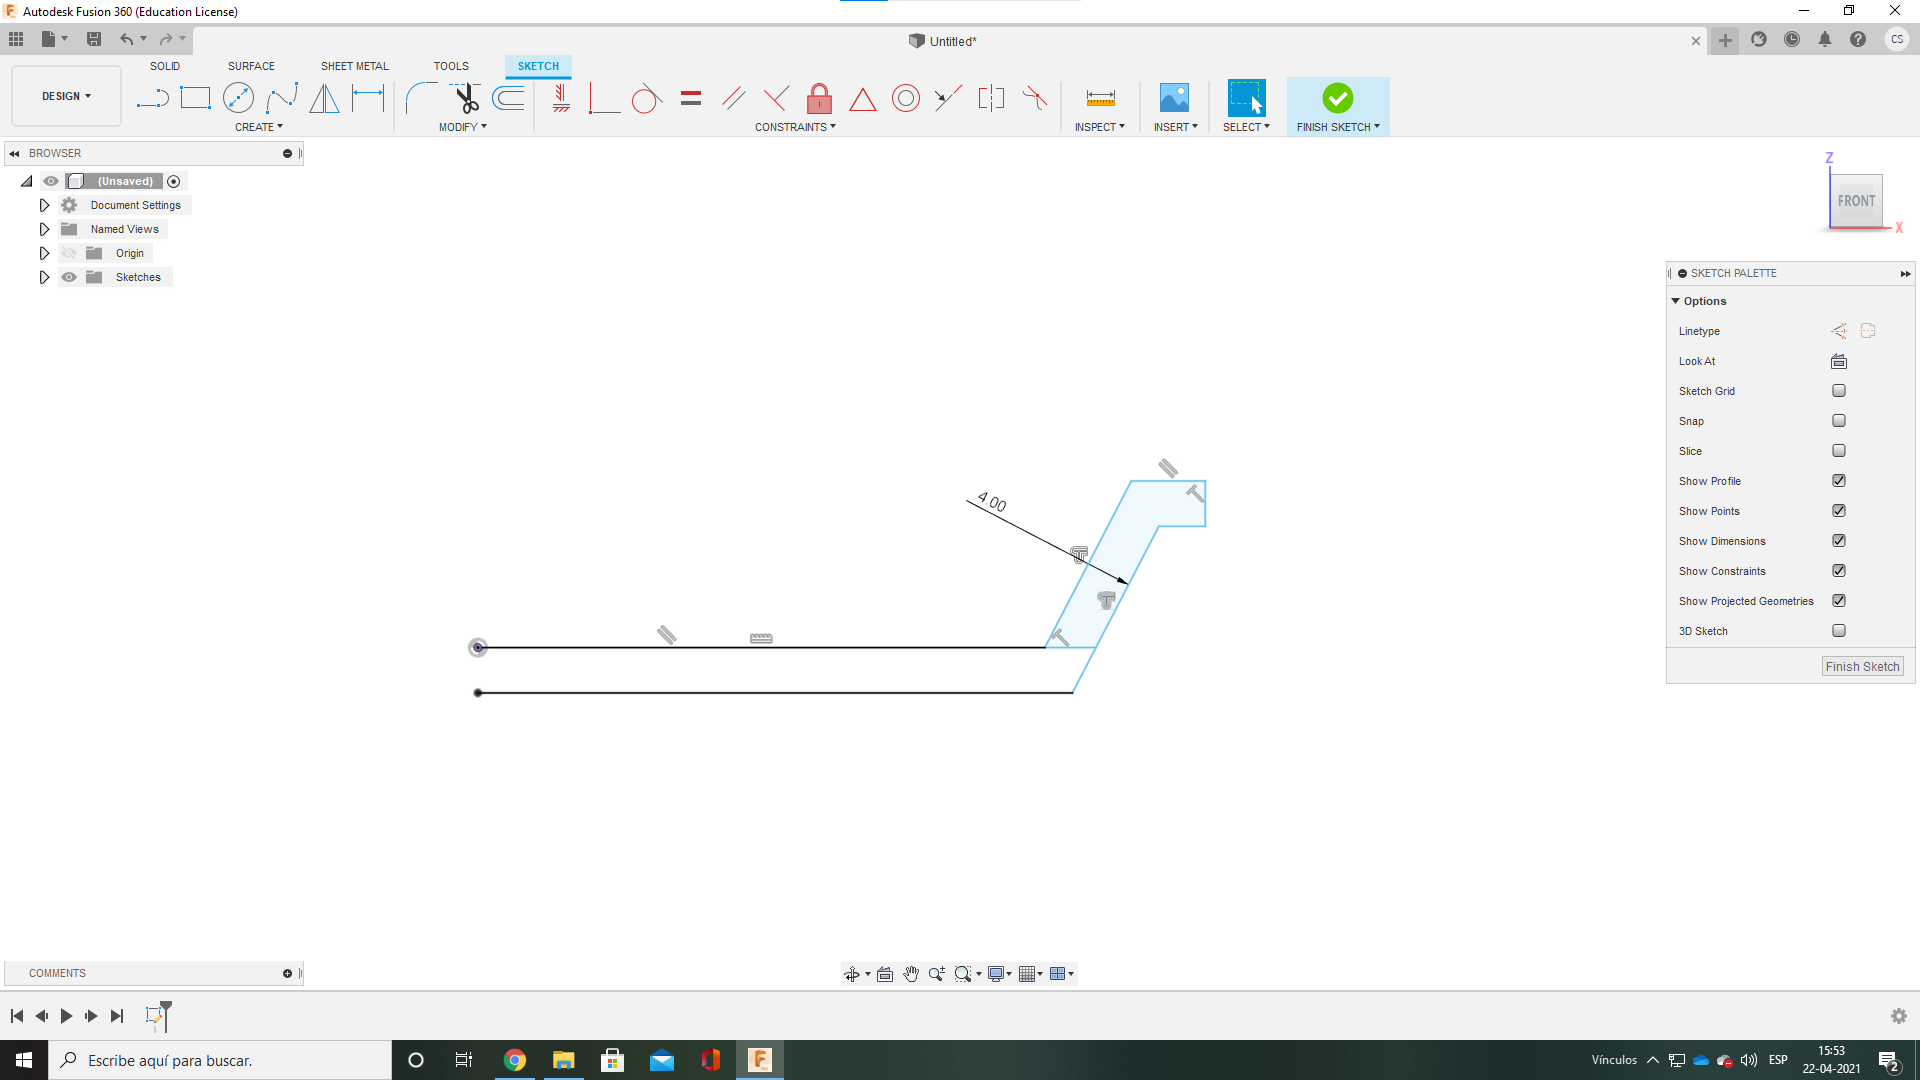 Autodesk Fusion 360 (Education License)
Untitled*
CS
DESIGN
SOLID
SURFACE
SHEET METAL
TOOLS
SKETCH
CREATE
MODIFY
CONSTRAINTS
INSPECT
INSERT
SELECT
FINISH SKETCH
BROWSER
(Unsaved)
Document Settings
Named Views
Origin
Sketches
Z
FRONT
X
SKETCH PALETTE
Options
Linetype
Look At
Sketch Grid
Snap
Slice
Show Profile
Show Points
Show Dimensions
Show Constraints
Show Projected Geometries
3D Sketch
Finish Sketch
4.00
COMMENTS
Escribe aquí para buscar.
Vínculos
ESP
15:53
22-04-2021
2